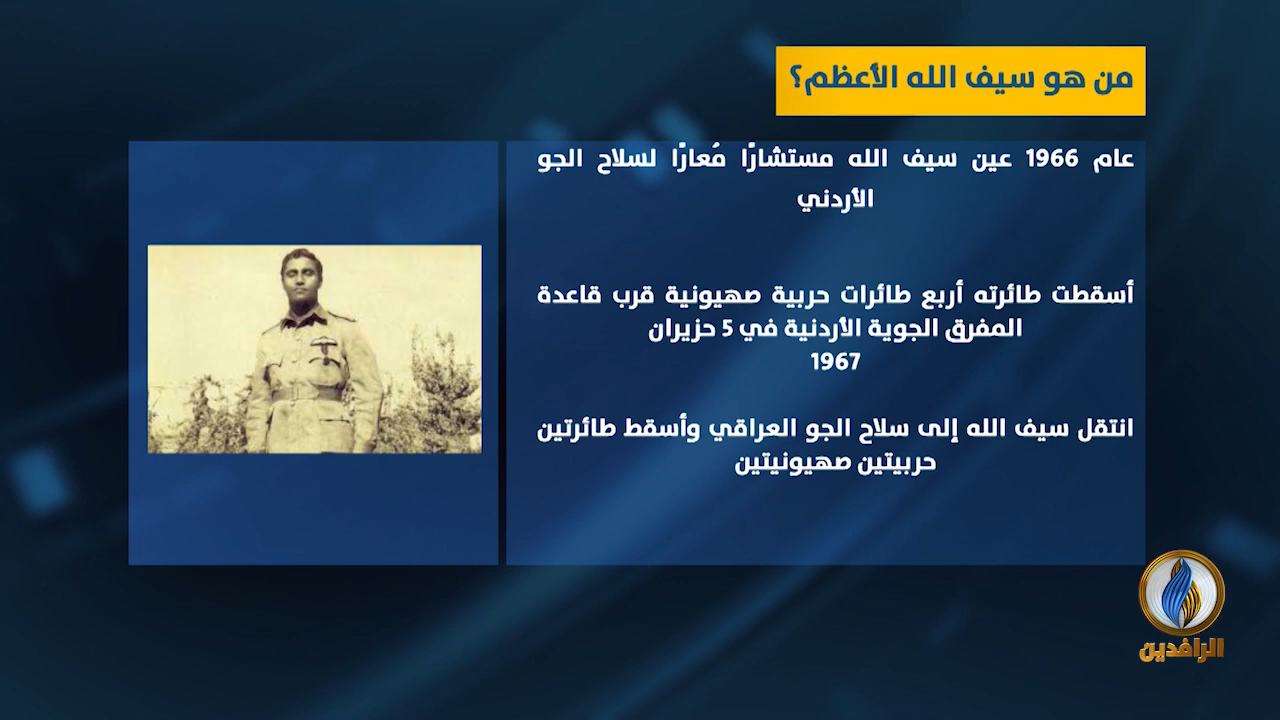 من هو سيف الله الأعظم؟
عام 1966 عين سيف الله مستشارًا مُعارًا لسلاح الجو
الأردني
أسقطت طائرته أربع طائرات حربية صهيونية قرب قاعدة
المفرق الجوية الأردنية في 5 حزيران
1967
انتقل سيف الله إلى سلاح الجو العراقي وأسقط طائرتين
حربيتين صهيونيتين
الرافدين